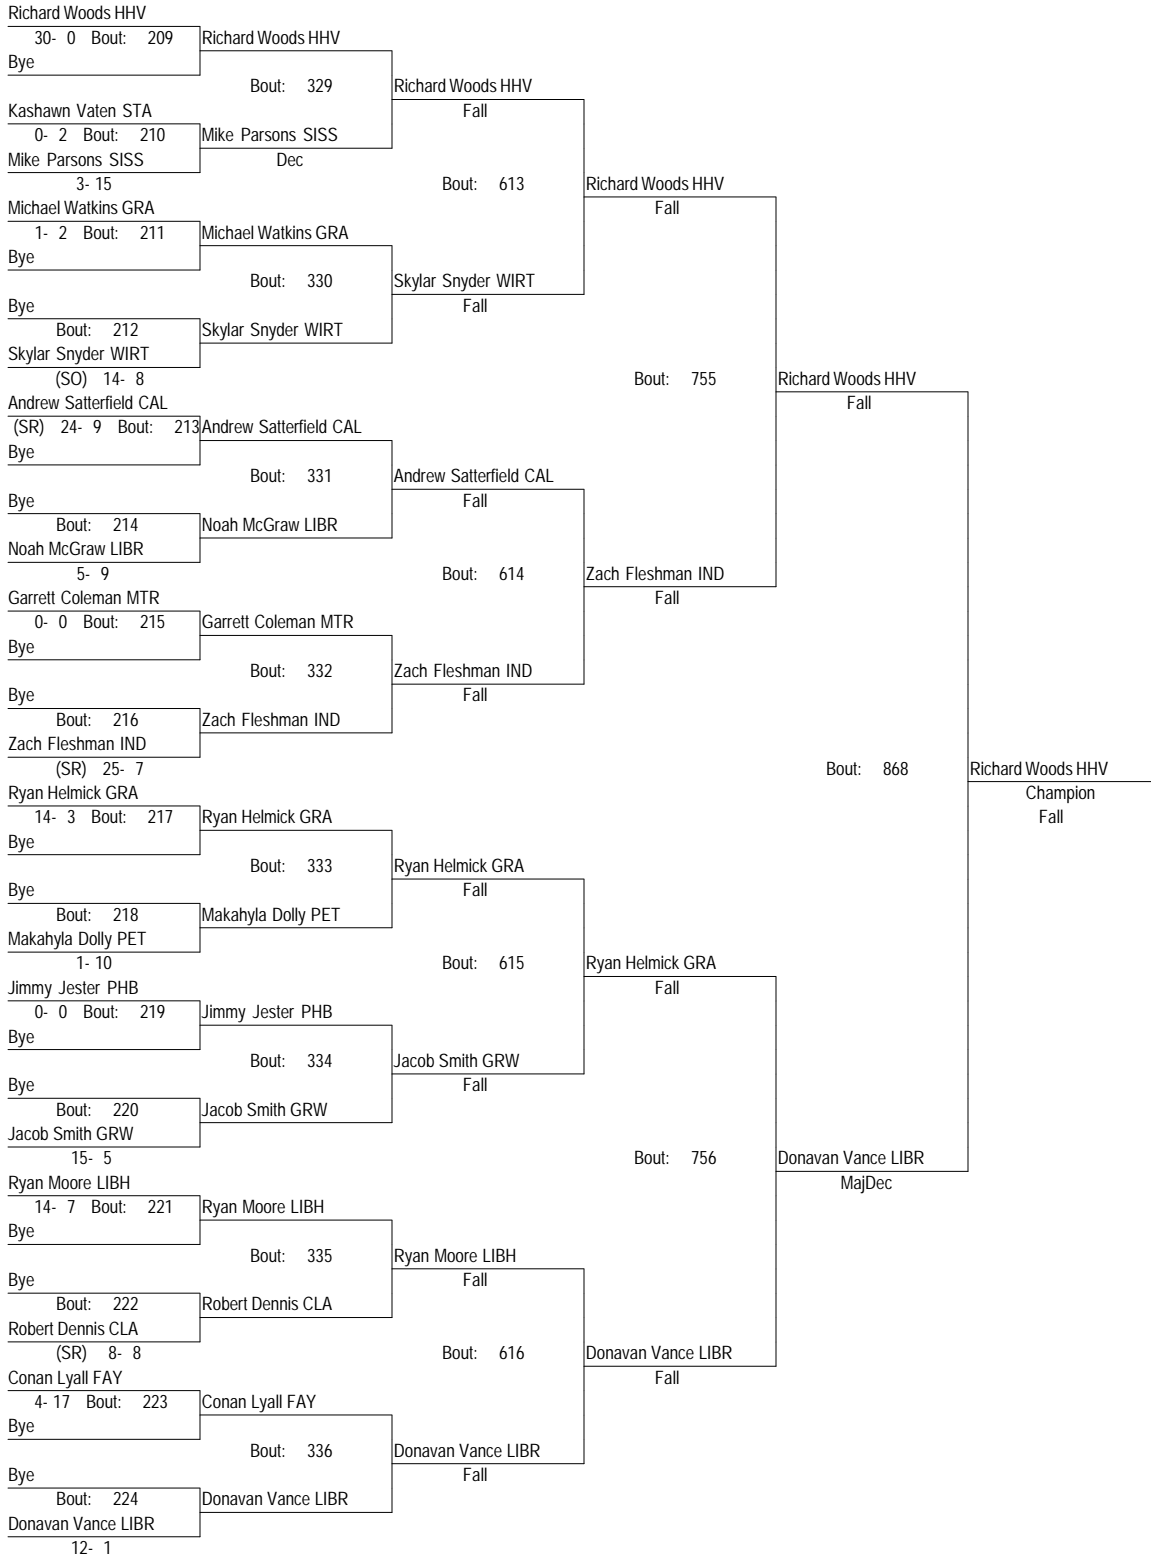 Richard Woods HHV
30- 0 Bout: 209 Richard Woods HHV
Bye
Bout: 329 Richard Woods HHV
Kashawn Vaten STA Fall
0- 2 Bout: 210 Mike Parsons SISS
Mike Parsons SISS Dec
3- 15 Bout: 613 Richard Woods HHV
Michael Watkins GRA Fall
1- 2 Bout: 211 Michael Watkins GRA
Bye
Bout: 330 Skylar Snyder WIRT
Bye Fall
Bout: 212 Skylar Snyder WIRT
Skylar Snyder WIRT
(SO) 14- 8 Bout: 755 Richard Woods HHV
Andrew Satterfield CAL Fall
(SR) 24- 9 Bout: 213 Andrew Satterfield CAL
Bye
Bout: 331 Andrew Satterfield CAL
Bye Fall
Bout: 214 Noah McGraw LIBR
Noah McGraw LIBR
5- 9 Bout: 614 Zach Fleshman IND
Garrett Coleman MTR Fall
0- 0 Bout: 215 Garrett Coleman MTR
Bye
Bout: 332 Zach Fleshman IND
Bye Fall
Bout: 216 Zach Fleshman IND
Zach Fleshman IND
(SR) 25- 7 Bout: 868 Richard Woods HHV
Ryan Helmick GRA Champion
14- 3 Bout: 217 Ryan Helmick GRA Fall
Bye
Bout: 333 Ryan Helmick GRA
Bye Fall
Bout: 218 Makahyla Dolly PET
Makahyla Dolly PET
1- 10 Bout: 615 Ryan Helmick GRA
Jimmy Jester PHB Fall
0- 0 Bout: 219 Jimmy Jester PHB
Bye
Bout: 334 Jacob Smith GRW
Bye Fall
Bout: 220 Jacob Smith GRW
Jacob Smith GRW
15- 5 Bout: 756 Donavan Vance LIBR
Ryan Moore LIBH MajDec
14- 7 Bout: 221 Ryan Moore LIBH
Bye
Bout: 335 Ryan Moore LIBH
Bye Fall
Bout: 222 Robert Dennis CLA
Robert Dennis CLA
(SR) 8- 8 Bout: 616 Donavan Vance LIBR
Conan Lyall FAY Fall
4- 17 Bout: 223 Conan Lyall FAY
Bye
Bout: 336 Donavan Vance LIBR
Bye Fall
Bout: 224 Donavan Vance LIBR
Donavan Vance LIBR
12- 1